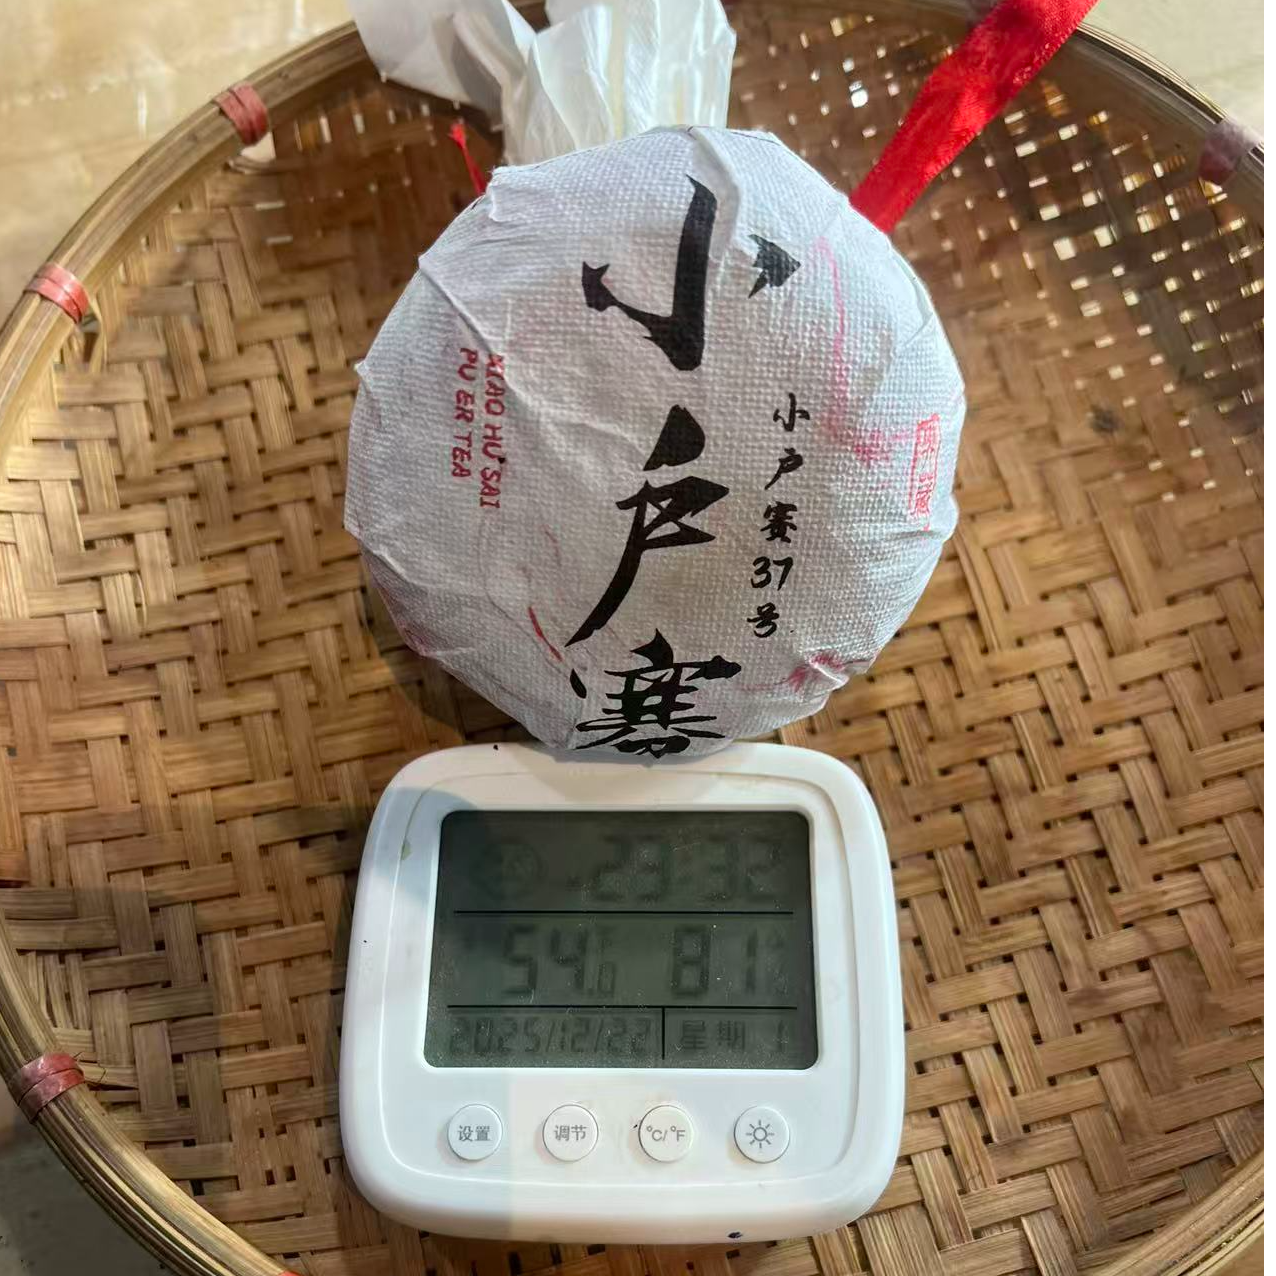 小户赛
小户赛37号
XIAO HU SAI
PU ER TEA
23:32
54.0 81%
2025/12/22 星期 1
设置 调节 °C/°F